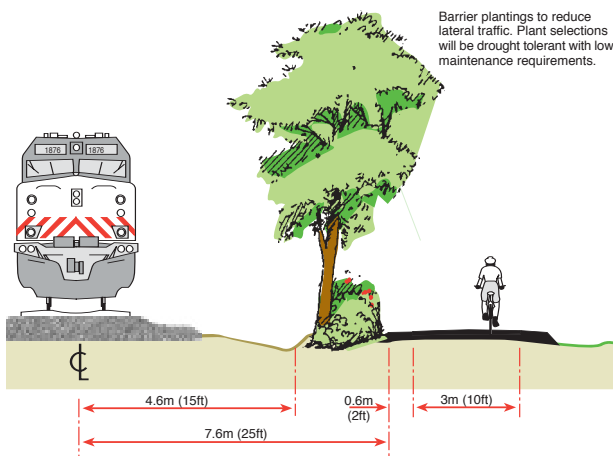 Barrier plantings to reduce
lateral traffic. Plant selections
will be drought tolerant with low
maintenance requirements.
1876 1876
CL
4.6m (15ft)
0.6m
(2ft)
3m (10ft)
7.6m (25ft)